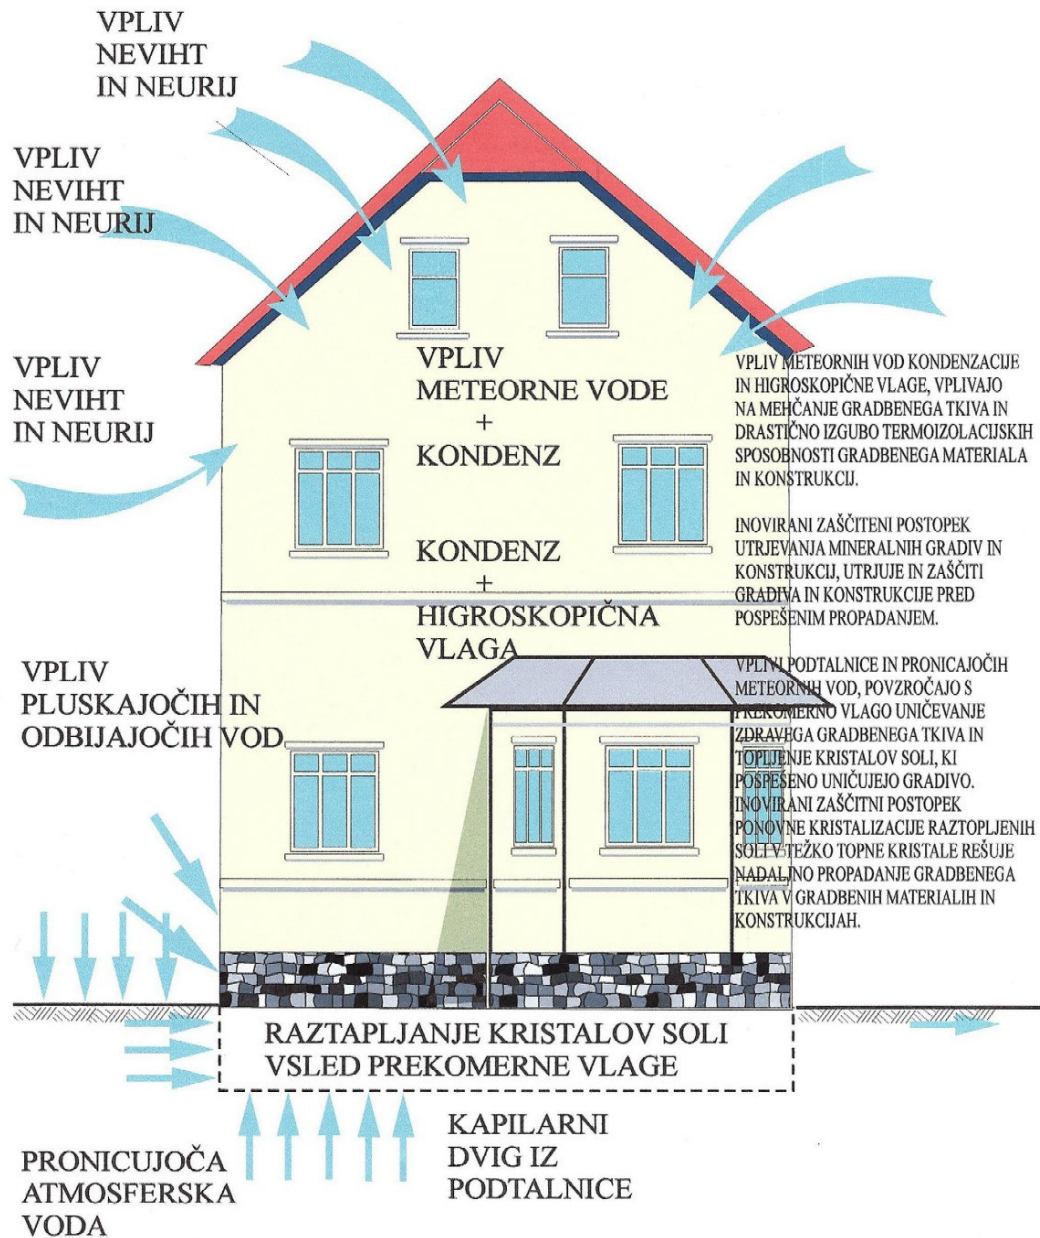 VPLIV
NEVIHT
IN NEURIJ
VPLIV
NEVIHT
IN NEURIJ
VPLIV
NEVIHT
IN NEURIJ
VPLIV
METEORNE VODE
+
KONDENZ
KONDENZ
+
HIGROSKOPIČNA
VLAGA
VPLIV METEORNIH VOD KONDENZACIJE
IN HIGROSKOPIČNE VLAGE, VPLIVAJO
NA MEHČANJE GRADBENEGA TKIVA IN
DRASTIČNO IZGUBO TERMOIZOLACIJSKIH
SPOSOBNOSTI GRADBENEGA MATERIALA
IN KONSTRUKCIJ.
INOVIRANI ZAŠČITENI POSTOPEK
UTRJEVANJA MINERALNIH GRADIV IN
KONSTRUKCIJ, UTRJUJE IN ZAŠČITI
GRADIVA IN KONSTRUKCIJE PRED
POSPEŠENIM PROPADANJEM.
VPLIVI PODTALNICE IN PRONICAJOČIH
METEORNIH VOD, POVZROČAJO S
PREKOMERNO VLAGO UNIČEVANJE
ZDRAVEGA GRADBENEGA TKIVA IN
TOPLJENJE KRISTALOV SOLI, KI
POSPEŠENO UNIČUJEJO GRADIVO.
INOVIRANI ZAŠČITNI POSTOPEK
PONOVNE KRISTALIZACIJE RAZTOPLJENIH
SOLI V TEŽKO TOPNE KRISTALE REŠUJE
NADALJNO PROPADANJE GRADBENEGA
TKIVA V GRADBENIH MATERIALIH IN
KONSTRUKCIJAH.
VPLIV
PLUSKAJOČIH IN
ODBIJAJOČIH VOD
RAZTAPLJANJE KRISTALOV SOLI
VSLED PREKOMERNE VLAGE
KAPILARNI
DVIG IZ
PODTALNICE
PRONICUJOČA
ATMOSFERSKA
VODA